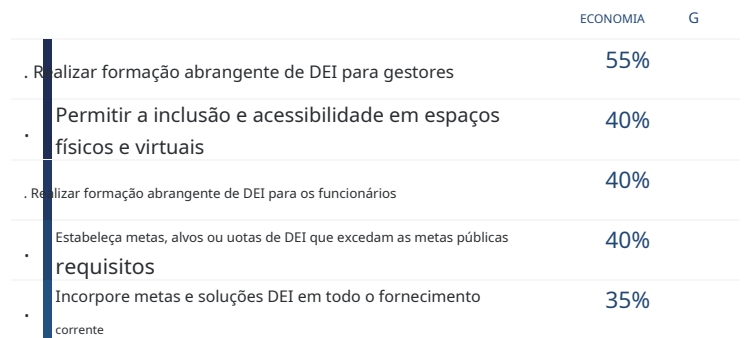 ECONOMIA G
. Realizar formação abrangente de DEI para gestores 55%
Permitir a inclusão e acessibilidade em espaços 40%
. físicos e virtuais
. Realizar formação abrangente de DEI para os funcionários 40%
Estabeleça metas, alvos ou uotas de DEI que excedam as metas públicas 40%
. requisitos
Incorpore metas e soluções DEI em todo o fornecimento 35%
. corrente